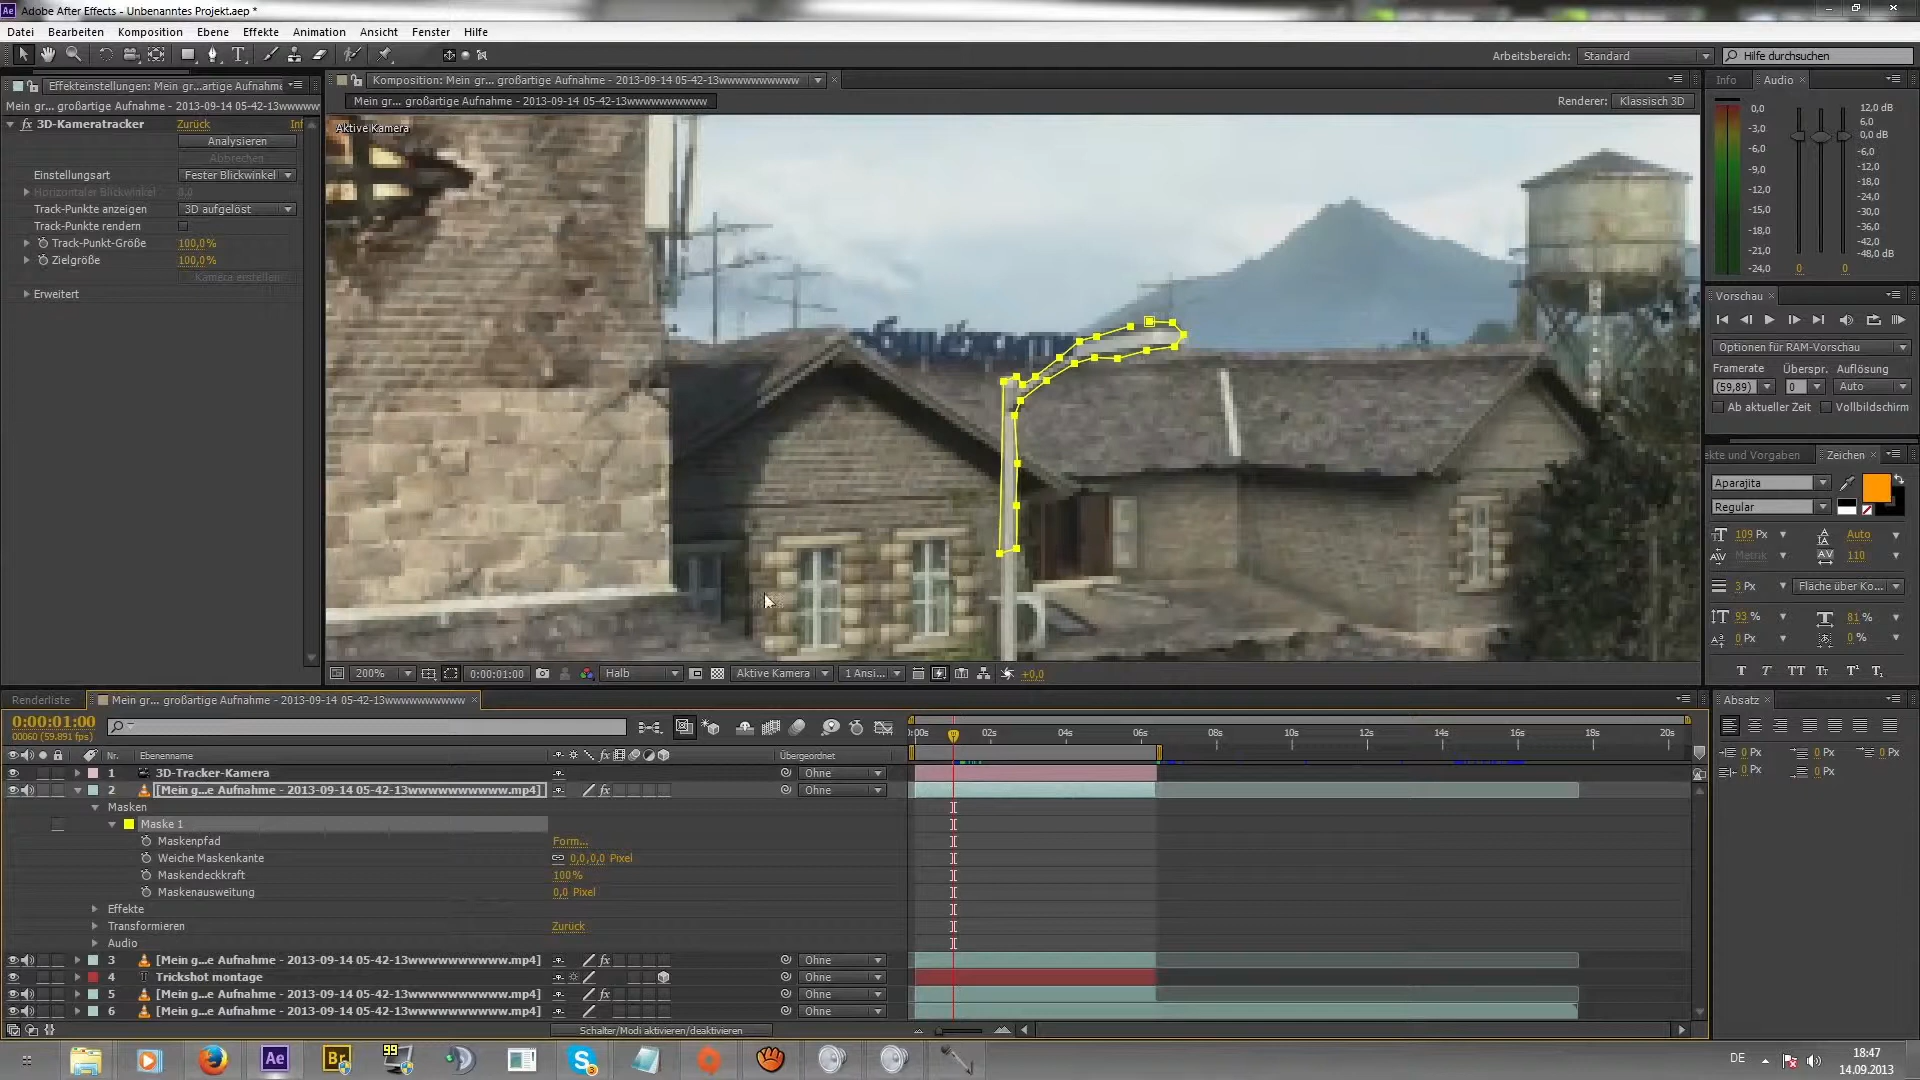 Adobe After Effects - Unbenanntes Projekt.aep *
Datei Bearbeiten Komposition Ebene Effekte Animation Ansicht Fenster Hilfe
Arbeitsbereich: Standard Hilfe durchsuchen
Effekteinstellungen: Mein gr...artige Aufnahme
Mein gr... großartige Aufnahme - 2013-09-14 05-42-13wwwwwww
fx 3D-Kameratracker Zurück Inf
Analysieren
Abbrechen
Einstellungsart Fester Blickwinkel
Horizontaler Blickwinkel 0,0
Track-Punkte anzeigen 3D aufgelöst
Track-Punkte rendern
Track-Punkt-Größe 100,0%
Zielgröße 100,0%
Kamera erstellen
Erweitert
Komposition: Mein gr... großartige Aufnahme - 2013-09-14 05-42-13wwwwwwwwwww
Mein gr... großartige Aufnahme - 2013-09-14 05-42-13wwwwwwwwwww
Renderer: Klassisch 3D
Aktive Kamera
200% 0:00:01:00 Halb Aktive Kamera 1 Ansi... +0,0
Info Audio
0,0
-3,0
-6,0
-9,0
-12,0
-15,0
-18,0
-21,0
-24,0
12,0 dB
6,0
0,0 dB
-6,0
-12,0
-18,0
-24,0
-30,0
-36,0
-42,0
-48,0 dB
0 0
Vorschau
Optionen für RAM-Vorschau
Framerate Überspr. Auflösung
(59,89) 0 Auto
Ab aktueller Zeit Vollbildschirm
ekte und Vorgaben Zeichen
Aparajita
Regular
109 Px Auto
Metrik 110
3 Px Fläche über Ko...
93 % 81 %
0 Px 0 %
Absatz
0 Px 0 Px 0 Px
0 Px 0 Px
Renderliste Mein gr... großartige Aufnahme - 2013-09-14 05-42-13wwwwwwwwwww
0:00:01:00
00060 (59.891 fps)
Nr. Ebenenname Übergeordnet
:00s 02s 04s 06s 08s 10s 12s 14s 16s 18s 20s
1 3D-Tracker-Kamera Ohne
2 [Mein g...e Aufnahme - 2013-09-14 05-42-13wwwwwwwwwww.mp4] fx Ohne
Masken
Maske 1
Maskenpfad Form...
Weiche Maskenkante 0,0,0,0 Pixel
Maskendeckkraft 100%
Maskenausweitung 0,0 Pixel
Effekte
Transformieren Zurück
Audio
3 [Mein g...e Aufnahme - 2013-09-14 05-42-13wwwwwwwwwww.mp4] fx Ohne
4 T Trickshot montage Ohne
5 [Mein g...e Aufnahme - 2013-09-14 05-42-13wwwwwwwwwww.mp4] fx Ohne
6 [Mein g...e Aufnahme - 2013-09-14 05-42-13wwwwwwwwwww.mp4] Ohne
Schalter/Modi aktivieren/deaktivieren
Ae Br 99 S 3
DE
18:47
14.09.2013